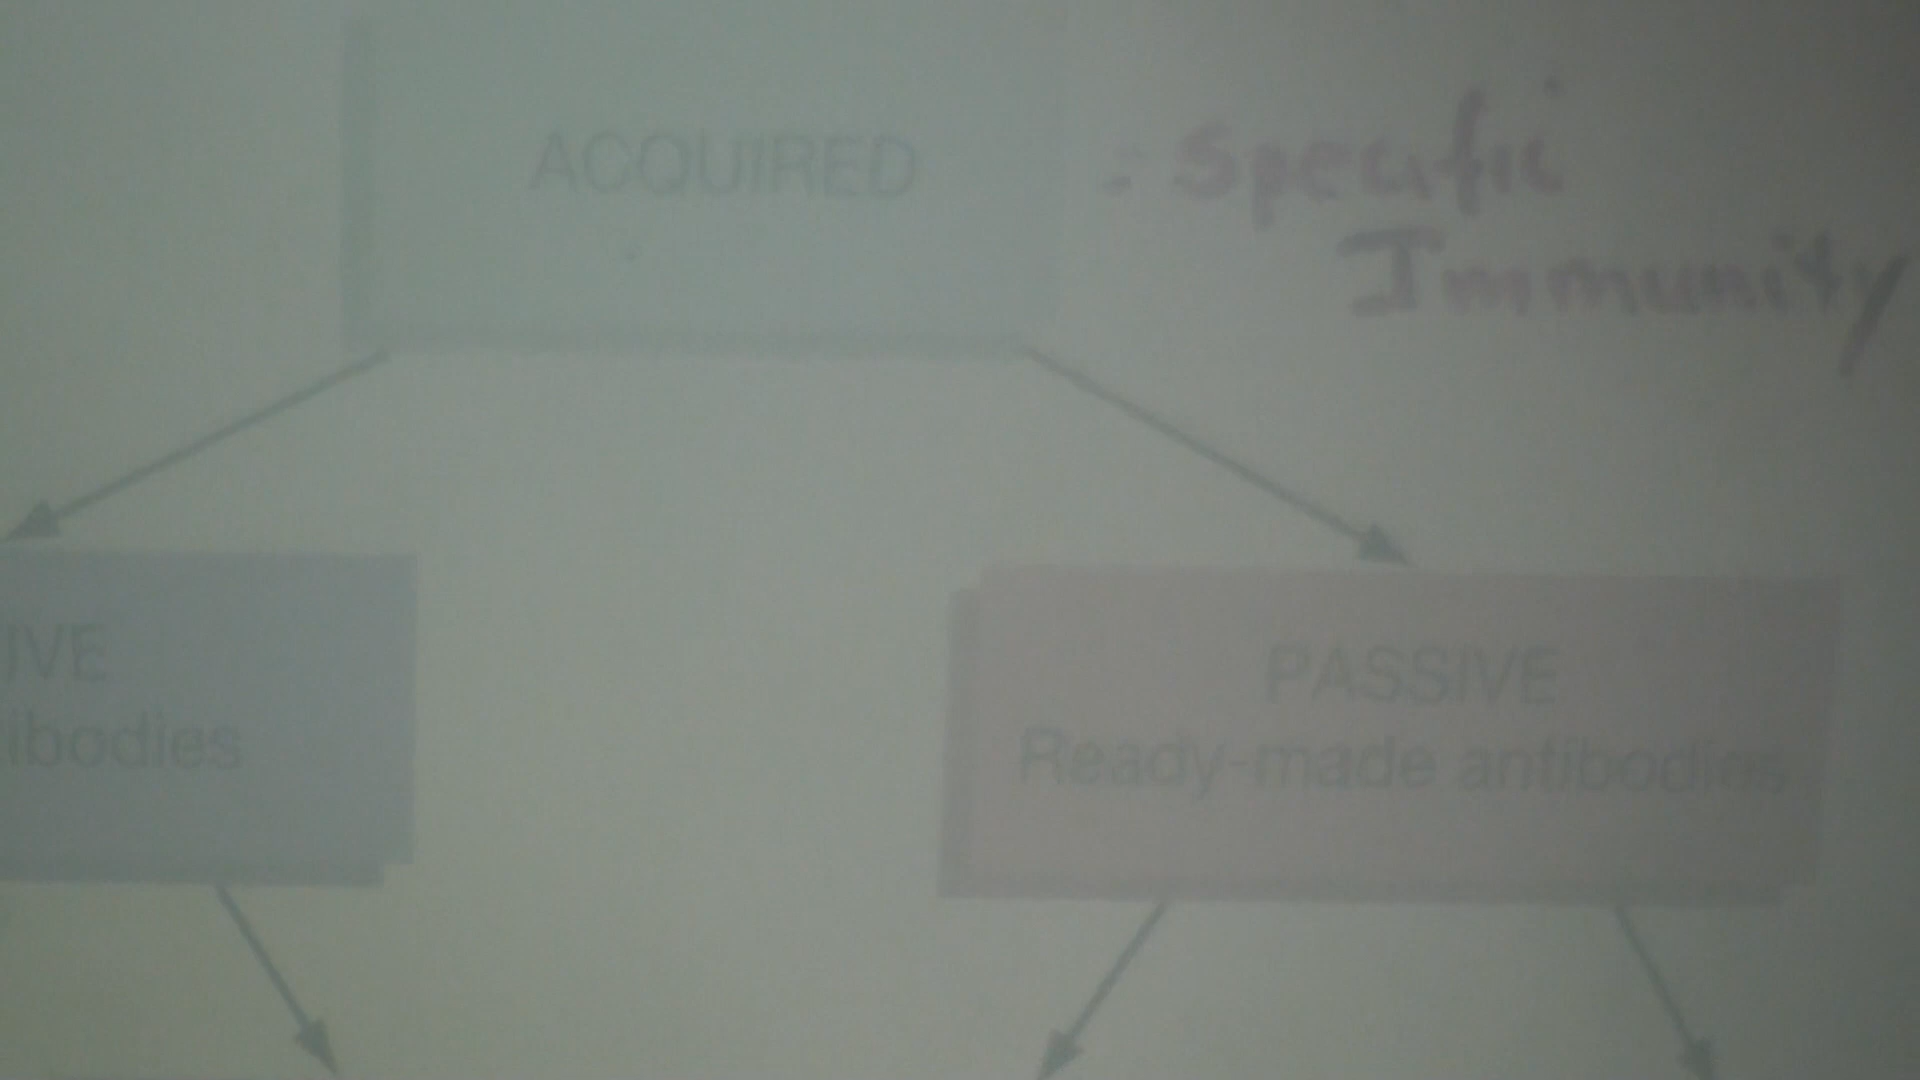 ACQUIRED
- Specific
Immunity
IVE
ibodies
PASSIVE
Ready-made antibodies